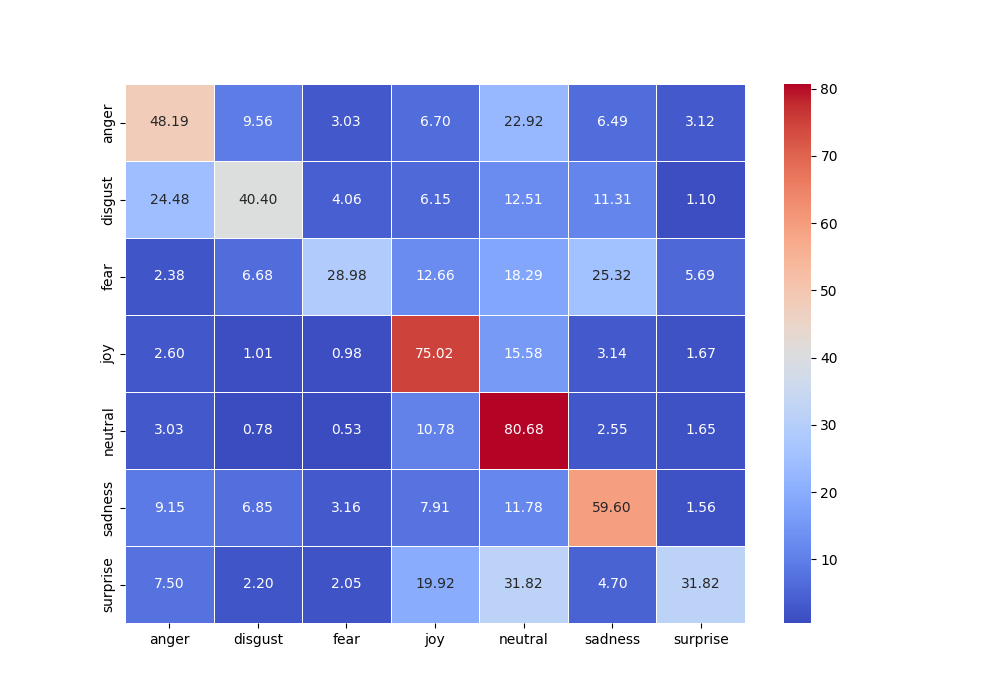 anger 48.19 9.56 3.03 6.70 22.92 6.49 3.12
disgust 24.48 40.40 4.06 6.15 12.51 11.31 1.10
fear 2.38 6.68 28.98 12.66 18.29 25.32 5.69
joy 2.60 1.01 0.98 75.02 15.58 3.14 1.67
neutral 3.03 0.78 0.53 10.78 80.68 2.55 1.65
sadness 9.15 6.85 3.16 7.91 11.78 59.60 1.56
surprise 7.50 2.20 2.05 19.92 31.82 4.70 31.82
anger disgust fear joy neutral sadness surprise
80
70
60
50
40
30
20
10